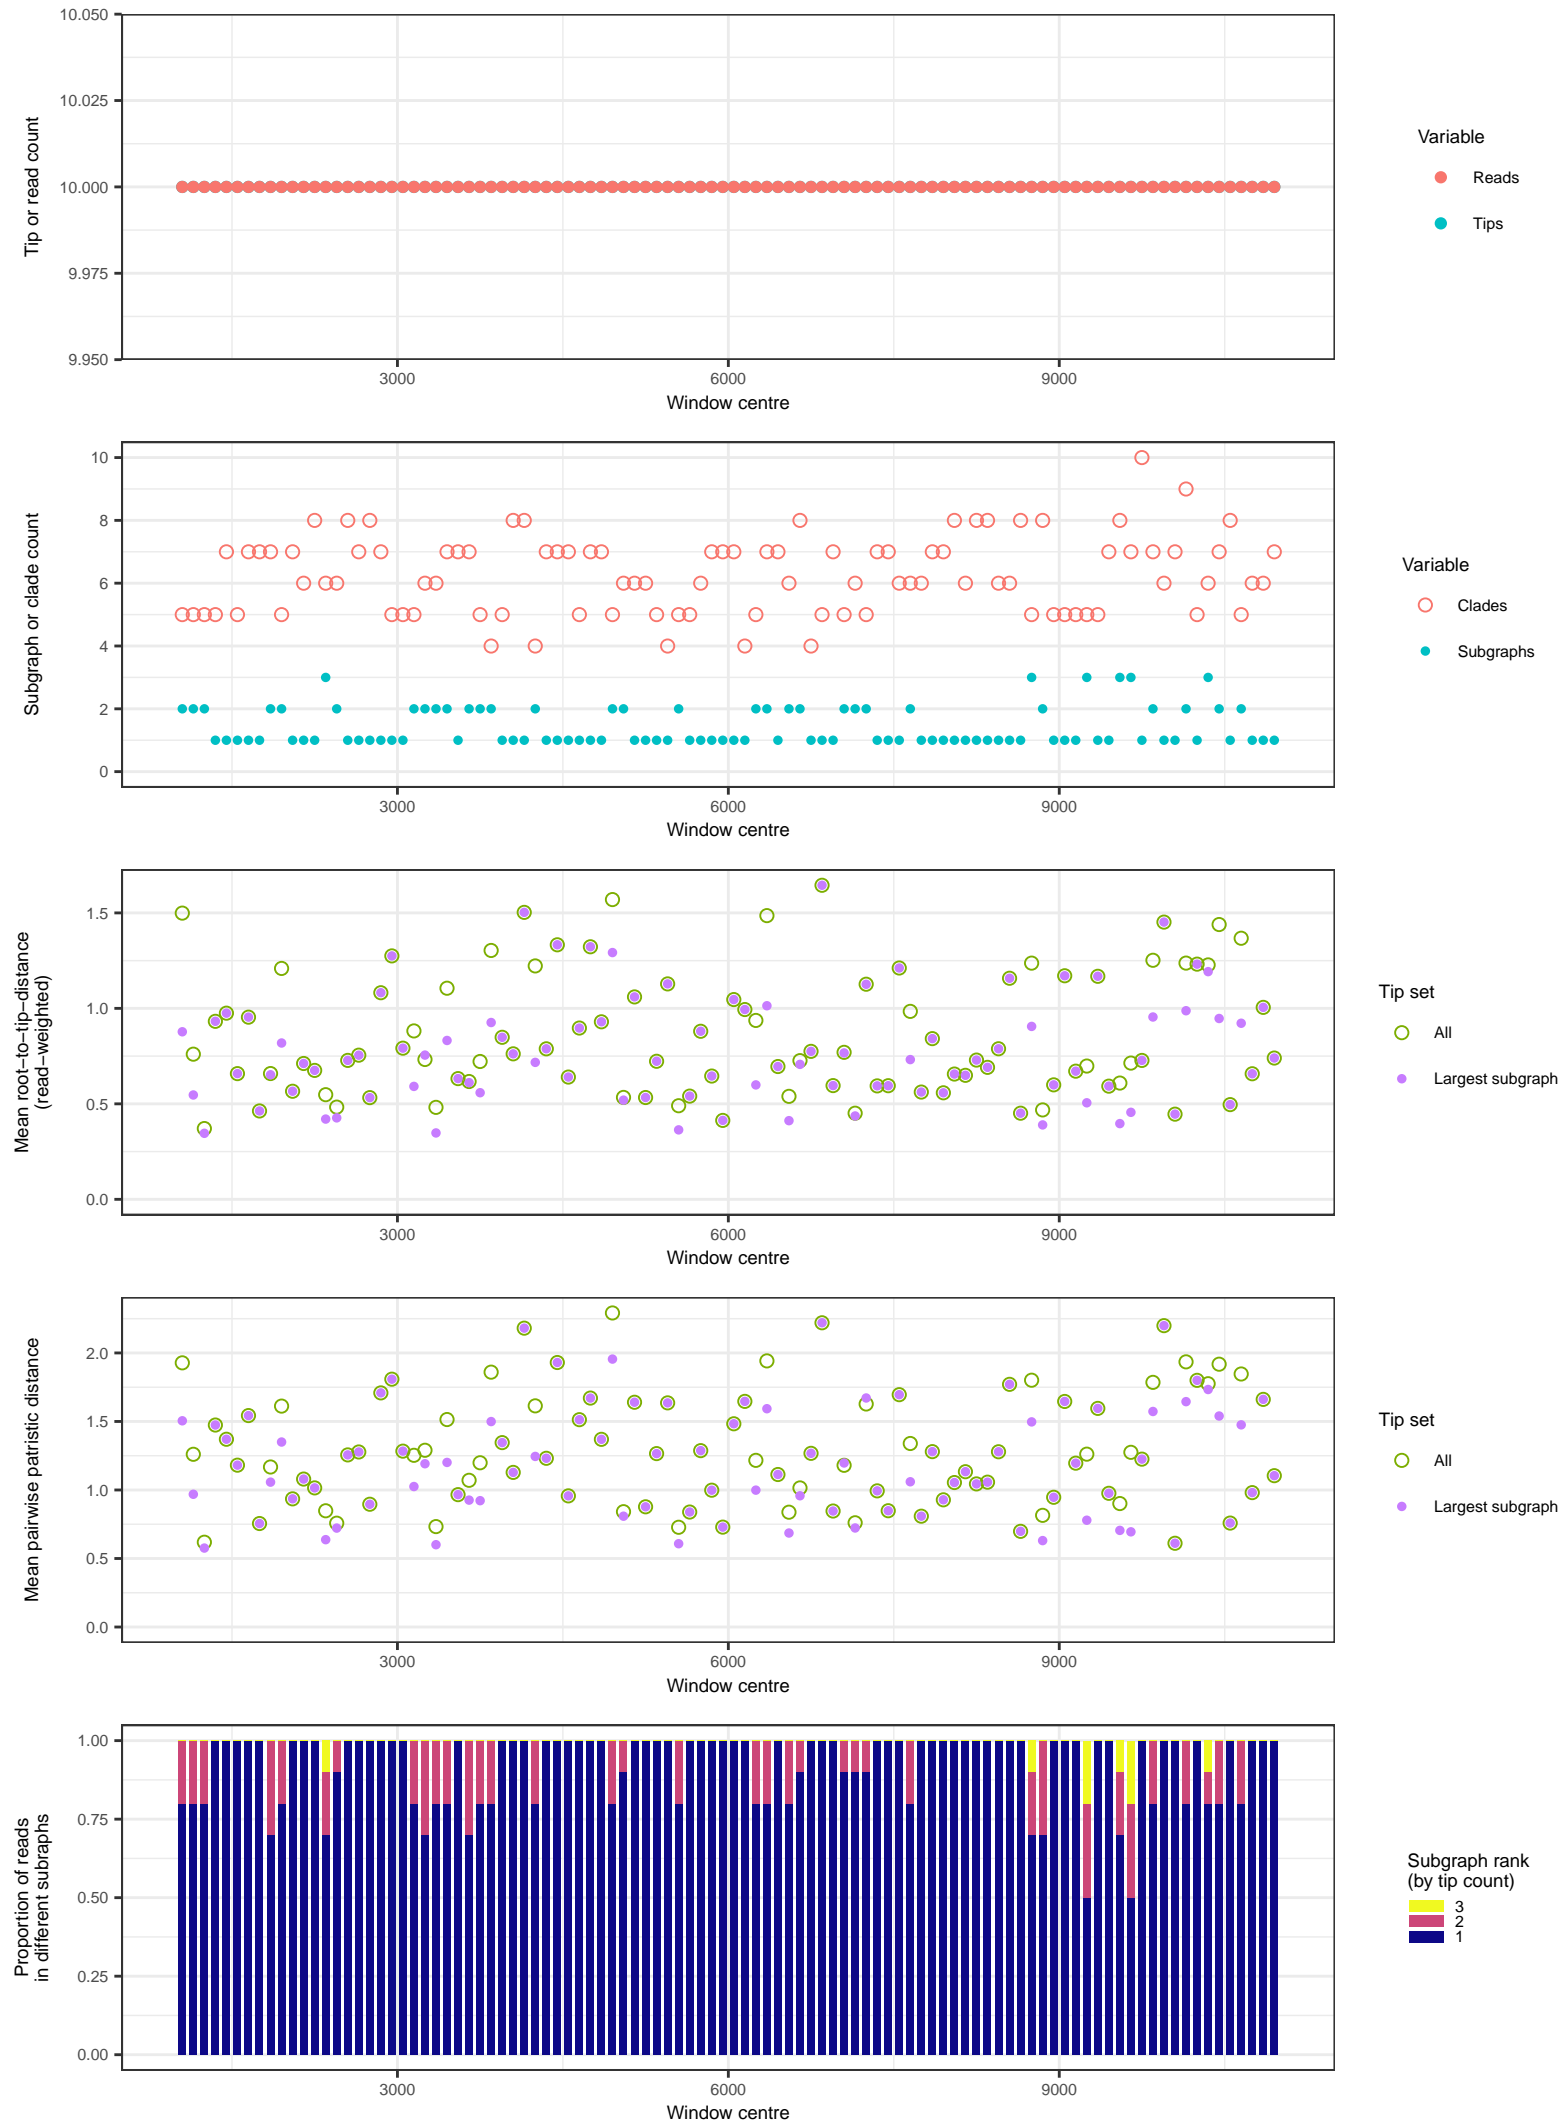 10.050
10.025
10.000
9.975
9.950
Tip or read count
3000 6000 9000
Window centre
Variable
Reads
Tips
10
8
6
4
2
0
Subgraph or clade count
3000 6000 9000
Window centre
Variable
Clades
Subgraphs
1.5
1.0
0.5
0.0
Mean root−to−tip−distance
(read−weighted)
3000 6000 9000
Window centre
Tip set
All
Largest subgraph
2.0
1.5
1.0
0.5
0.0
Mean pairwise patristic distance
3000 6000 9000
Window centre
Tip set
All
Largest subgraph
1.00
0.75
0.50
0.25
0.00
Proportion of reads
in different subraphs
3000 6000 9000
Window centre
Subgraph rank
(by tip count)
3
2
1